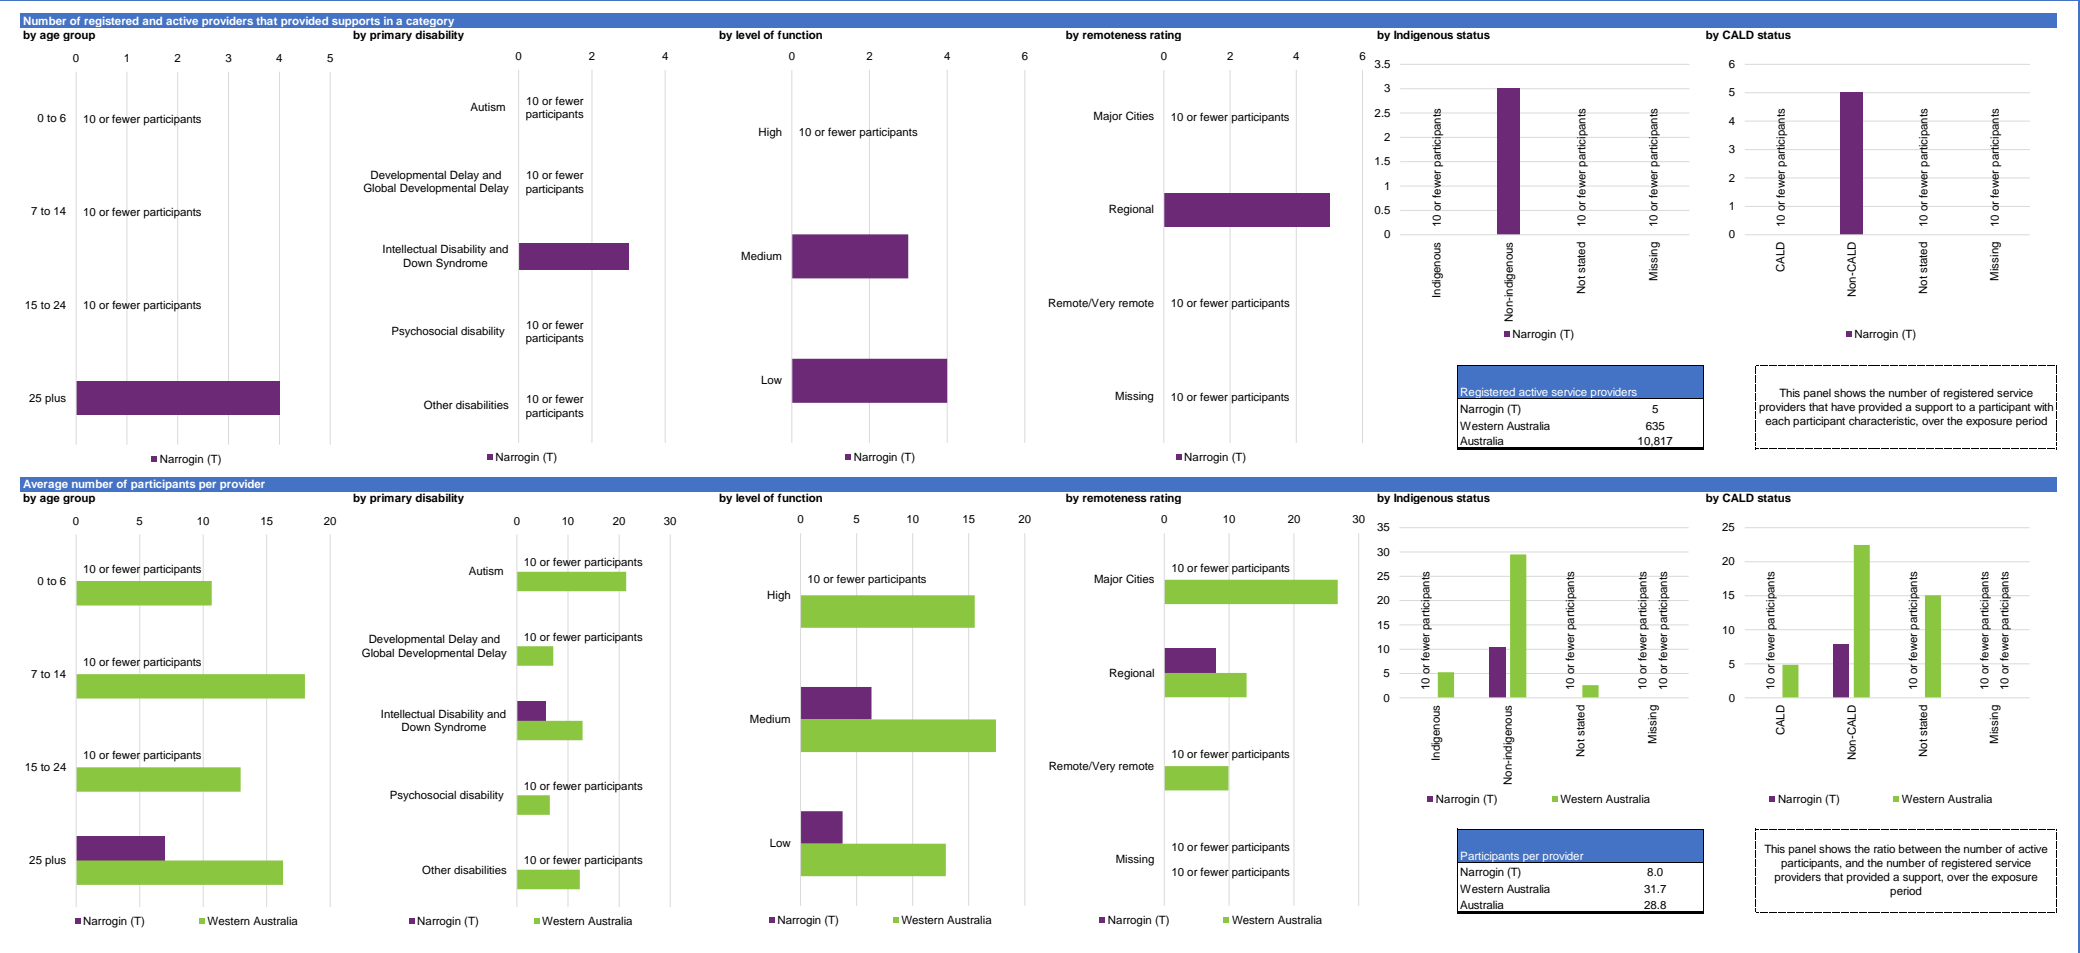 Number of registered and active providers that provided supports in a category
by age group
0 1 2 3 4 5
0 to 6
10 or fewer participants
7 to 14
10 or fewer participants
15 to 24
10 or fewer participants
25 plus
Narrogin (T)
by primary disability
0 2 4
Autism
10 or fewer
participants
Developmental Delay and
Global Developmental Delay
10 or fewer
participants
Intellectual Disability and
Down Syndrome
Psychosocial disability
10 or fewer
participants
Other disabilities
10 or fewer
participants
Narrogin (T)
by level of function
0 2 4 6
High
10 or fewer participants
Medium
Low
Narrogin (T)
by remoteness rating
0 2 4 6
Major Cities
10 or fewer participants
Regional
Remote/Very remote
10 or fewer participants
Missing
10 or fewer participants
Narrogin (T)
by Indigenous status
3.5
3
2.5
2
1.5
1
0.5
0
10 or fewer participants
10 or fewer participants
10 or fewer participants
Indigenous
Non-indigenous
Not stated
Missing
Narrogin (T)
by CALD status
6
5
4
3
2
1
0
10 or fewer participants
10 or fewer participants
10 or fewer participants
CALD
Non-CALD
Not stated
Missing
Narrogin (T)
Registered active service providers
Narrogin (T) 5
Western Australia 635
Australia 10,817
This panel shows the number of registered service
providers that have provided a support to a participant with
each participant characteristic, over the exposure period
Average number of participants per provider
by age group
0 5 10 15 20
0 to 6
10 or fewer participants
7 to 14
10 or fewer participants
15 to 24
10 or fewer participants
25 plus
Narrogin (T) Western Australia
by primary disability
0 10 20 30
Autism
10 or fewer participants
Developmental Delay and
Global Developmental Delay
10 or fewer participants
Intellectual Disability and
Down Syndrome
Psychosocial disability
10 or fewer participants
Other disabilities
10 or fewer participants
Narrogin (T) Western Australia
by level of function
0 5 10 15 20
High
10 or fewer participants
Medium
Low
Narrogin (T) Western Australia
by remoteness rating
0 10 20 30
Major Cities
10 or fewer participants
Regional
Remote/Very remote
10 or fewer participants
Missing
10 or fewer participants
10 or fewer participants
Narrogin (T) Western Australia
by Indigenous status
35
30
25
20
15
10
5
0
10 or fewer participants
10 or fewer participants
10 or fewer participants
10 or fewer participants
Indigenous
Non-indigenous
Not stated
Missing
Narrogin (T) Western Australia
by CALD status
25
20
15
10
5
0
10 or fewer participants
10 or fewer participants
10 or fewer participants
10 or fewer participants
CALD
Non-CALD
Not stated
Missing
Narrogin (T) Western Australia
Participants per provider
Narrogin (T) 8.0
Western Australia 31.7
Australia 28.8
This panel shows the ratio between the number of active
participants, and the number of registered service
providers that provided a support, over the exposure
period